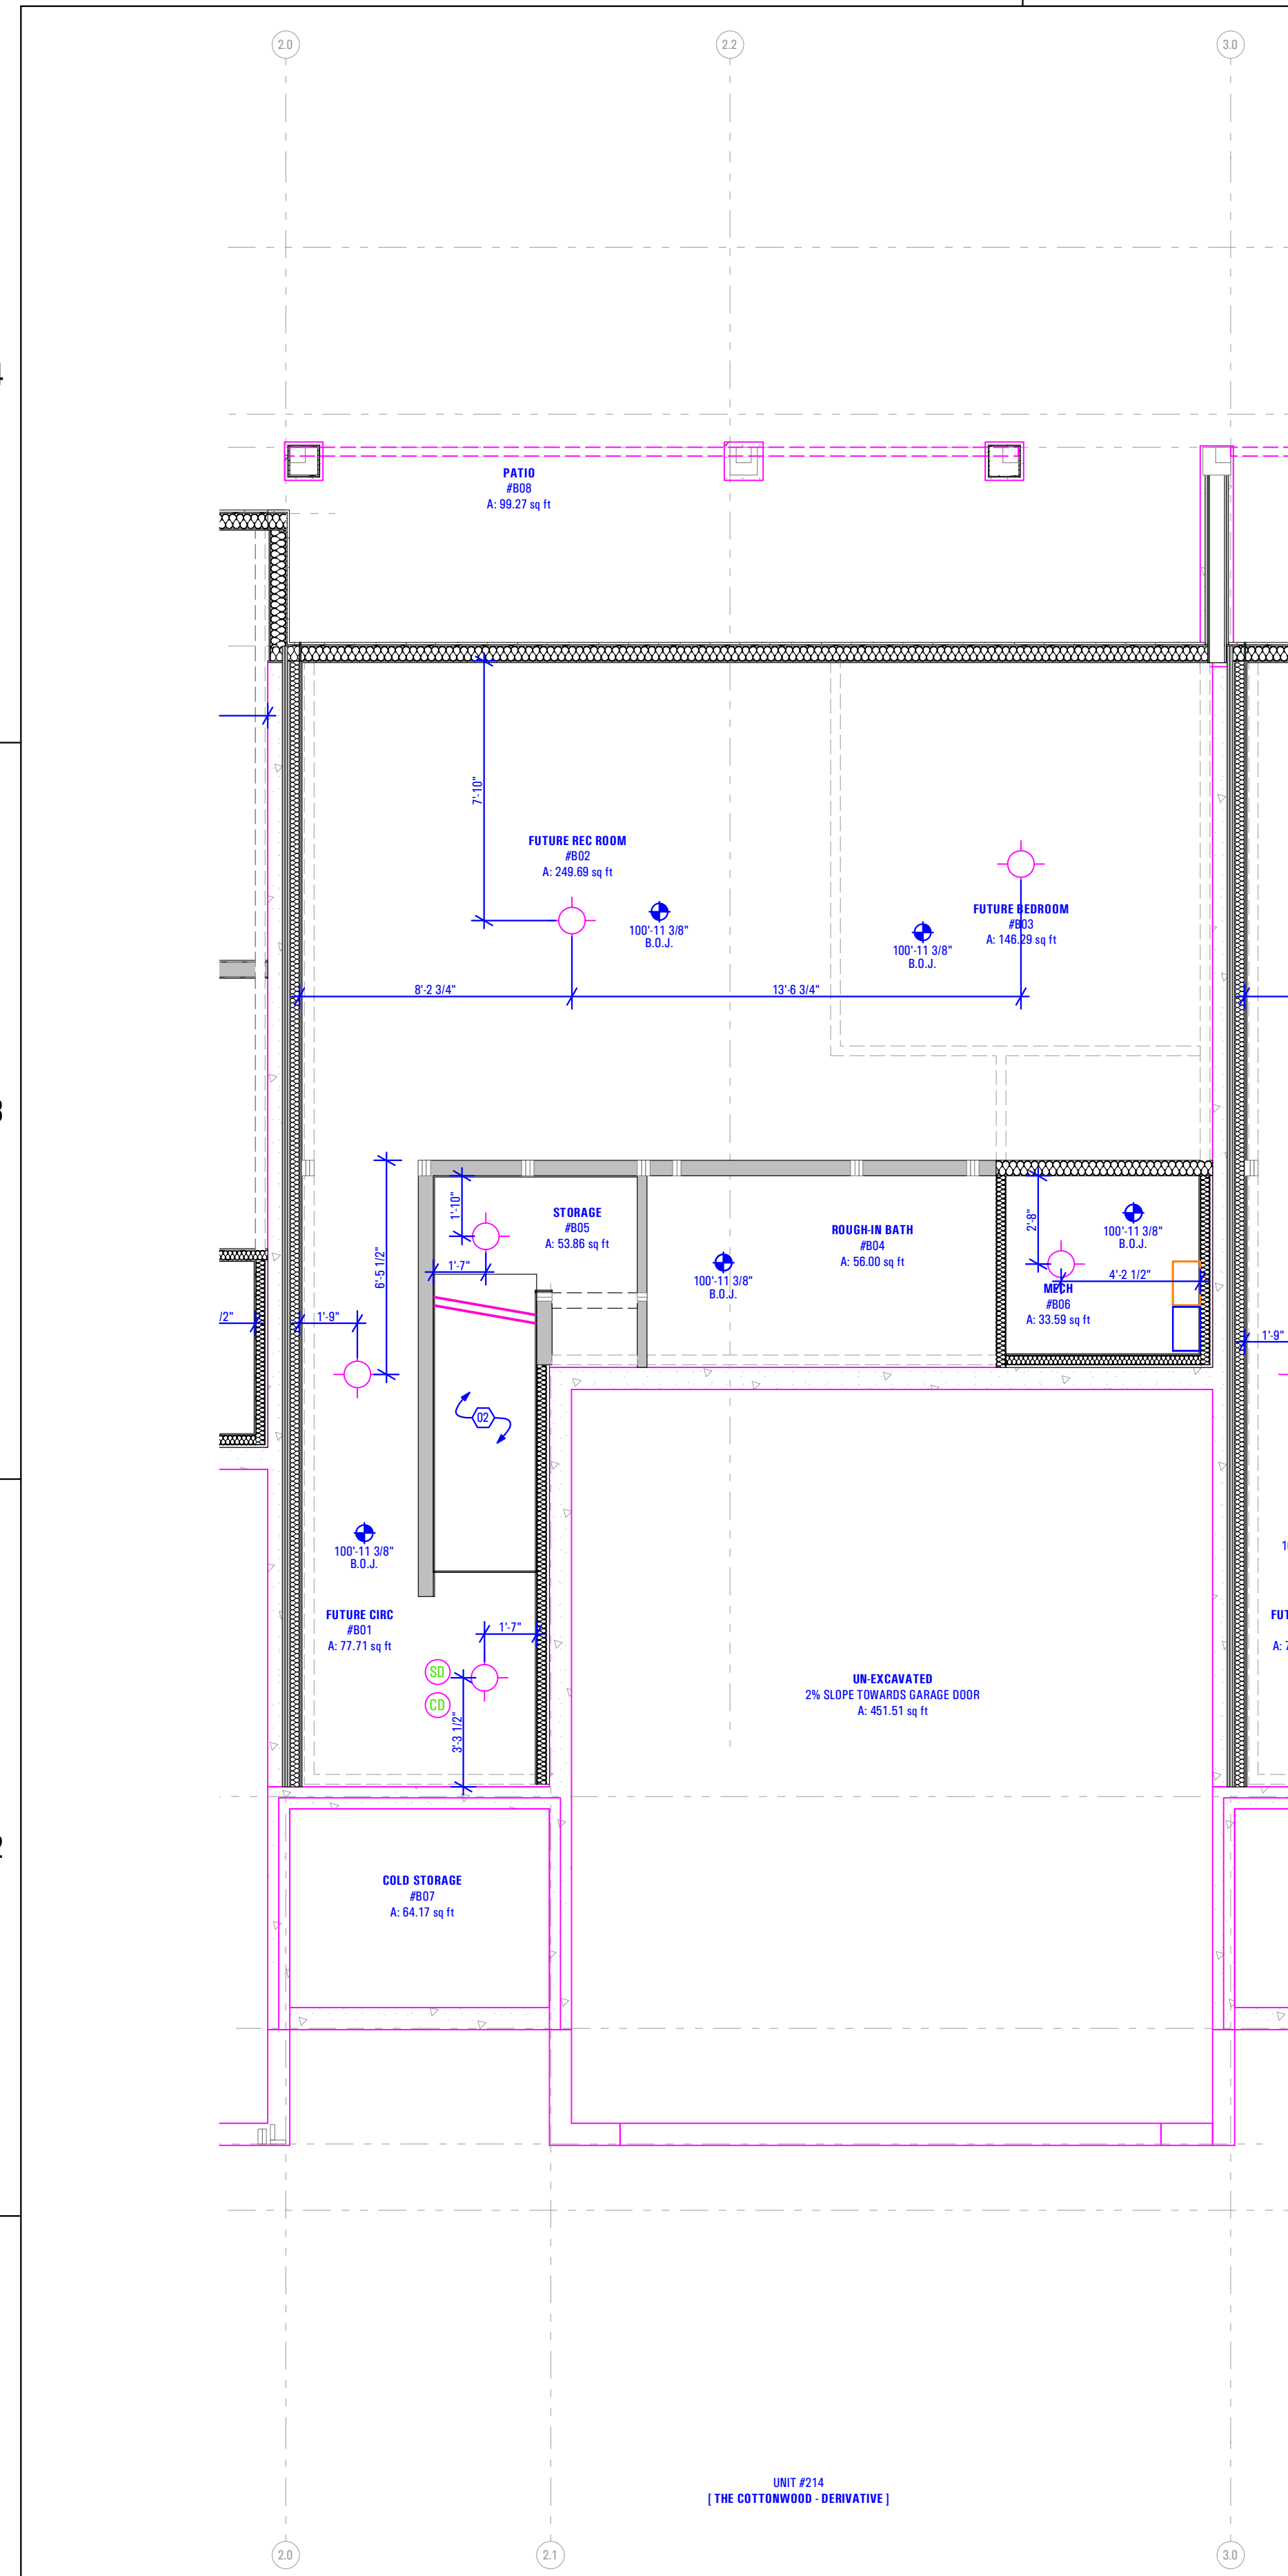 2.0
2.2
3.0
PATIO
#B08
A: 99.27 sq ft
7'-10"
FUTURE REC ROOM
#B02
A: 249.69 sq ft
100'-11 3/8"
B.O.J.
FUTURE BEDROOM
#B03
A: 146.29 sq ft
100'-11 3/8"
B.O.J.
8'-2 3/4"
13'-6 3/4"
1'-10"
STORAGE
#B05
A: 53.86 sq ft
ROUGH-IN BATH
#B04
A: 56.00 sq ft
2'-8"
100'-11 3/8"
B.O.J.
6'-5 1/2"
1'-7"
100'-11 3/8"
B.O.J.
4'-2 1/2"
MECH
#B06
A: 33.59 sq ft
/2"
1'-9"
1'-9"
02
100'-11 3/8"
B.O.J.
FUTURE CIRC
#B01
A: 77.71 sq ft
1'-7"
SD
CD
3'-3 1/2"
UN-EXCAVATED
2% SLOPE TOWARDS GARAGE DOOR
A: 451.51 sq ft
2
COLD STORAGE
#B07
A: 64.17 sq ft
UNIT #214
[ THE COTTONWOOD - DERIVATIVE ]
2.0
2.1
3.0